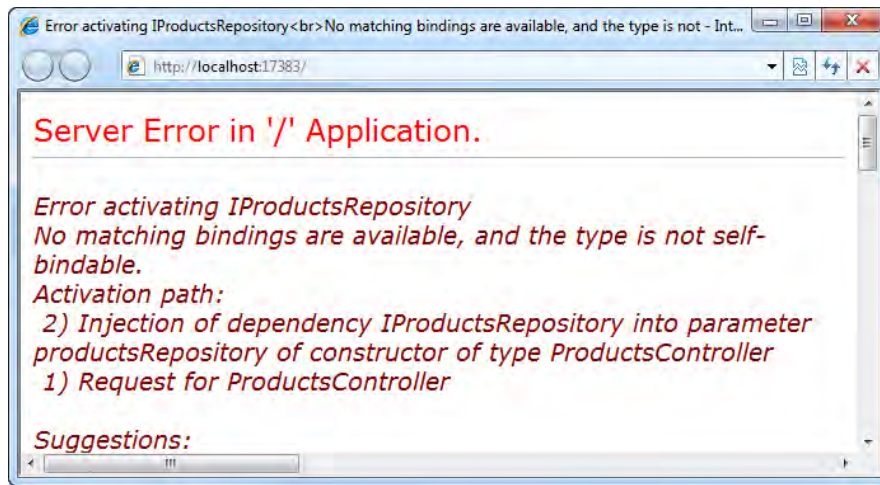 Error activating IProductsRepository<br>No matching bindings are available, and the type is not - Int...
http://localhost:17383/
Server Error in '/' Application.
Error activating IProductsRepository
No matching bindings are available, and the type is not self-
bindable.
Activation path:
2) Injection of dependency IProductsRepository into parameter
productsRepository of constructor of type ProductsController
1) Request for ProductsController
Suggestions: